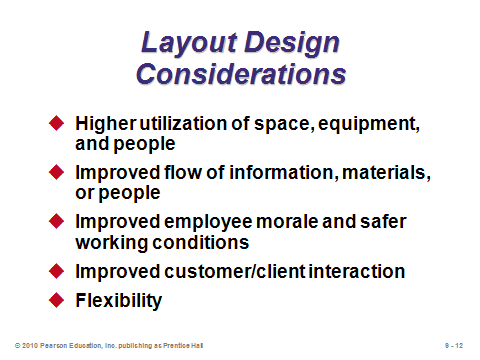 Layout Design
Considerations
Higher utilization of space, equipment,
and people
Improved flow of information, materials,
or people
Improved employee morale and safer
working conditions
Improved customer/client interaction
Flexibility
© 2010 Pearson Education, Inc. publishing as Prentice Hall
9 - 12